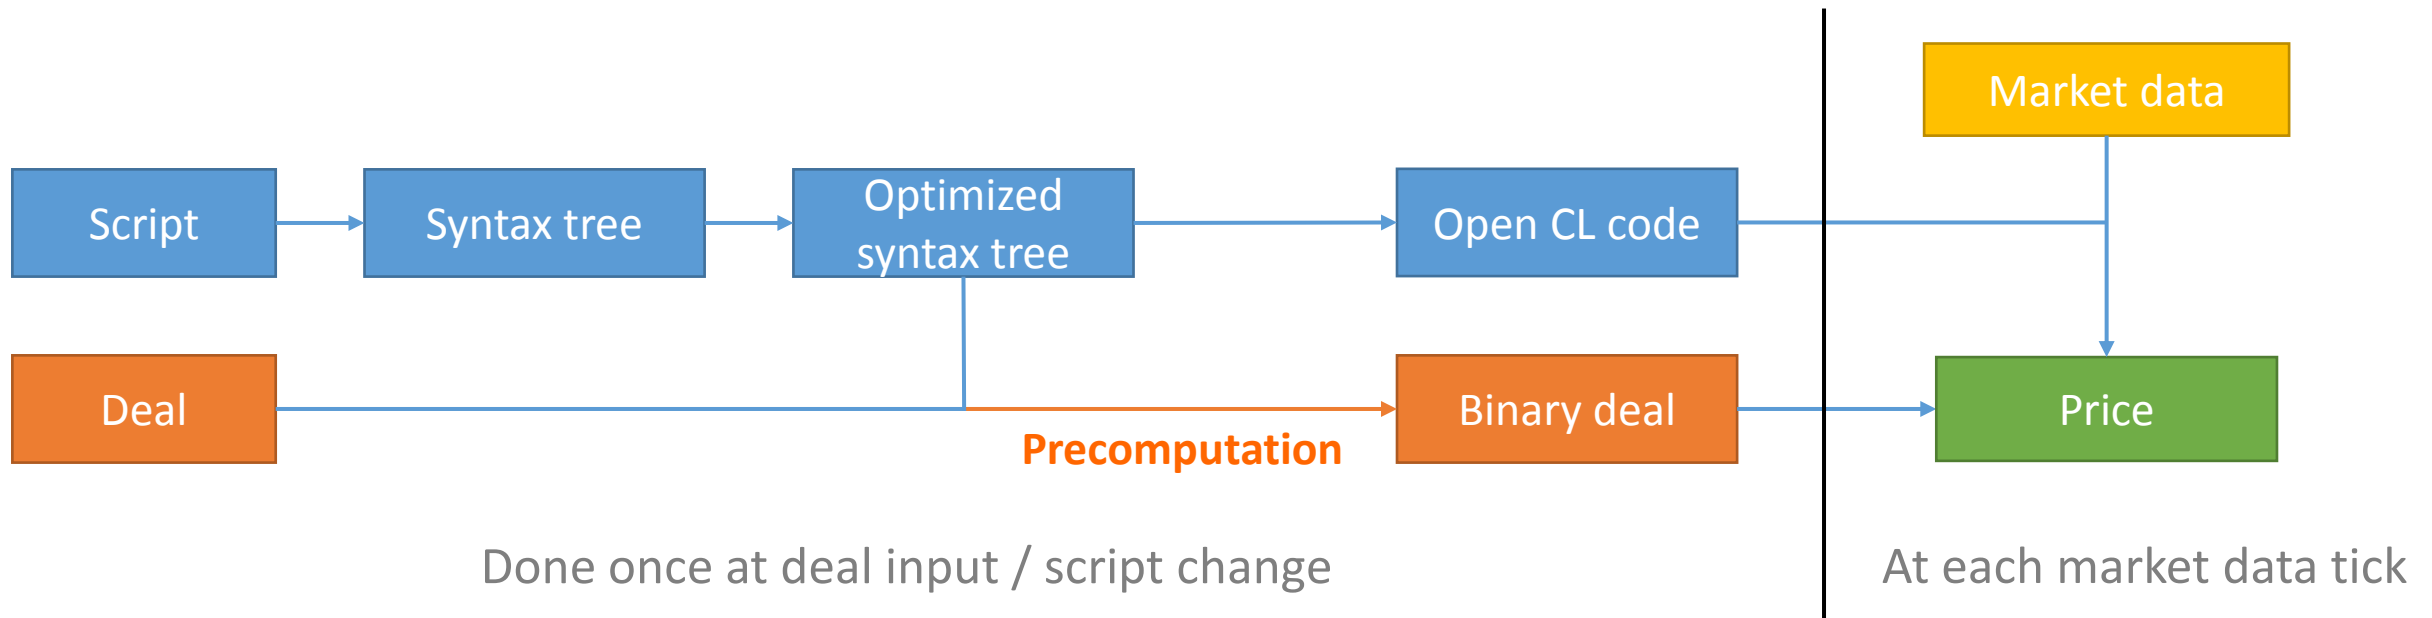 Market data
Script
Syntax tree
Optimized
syntax tree
Open CL code
Deal
Binary deal
Price
Precomputation
Done once at deal input / script change
At each market data tick